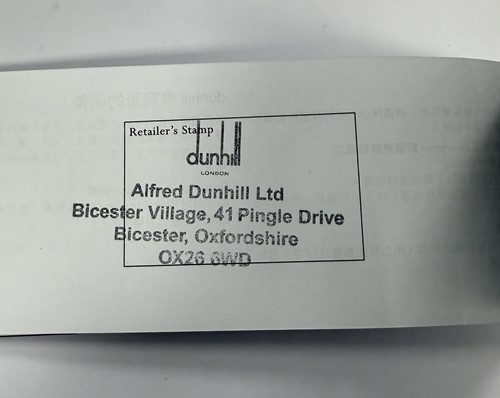 Retailer's Stamp
dunhill
LONDON
Alfred Dunhill Ltd
Bicester Village, 41 Pingle Drive
Bicester, Oxfordshire
OX26 6WD